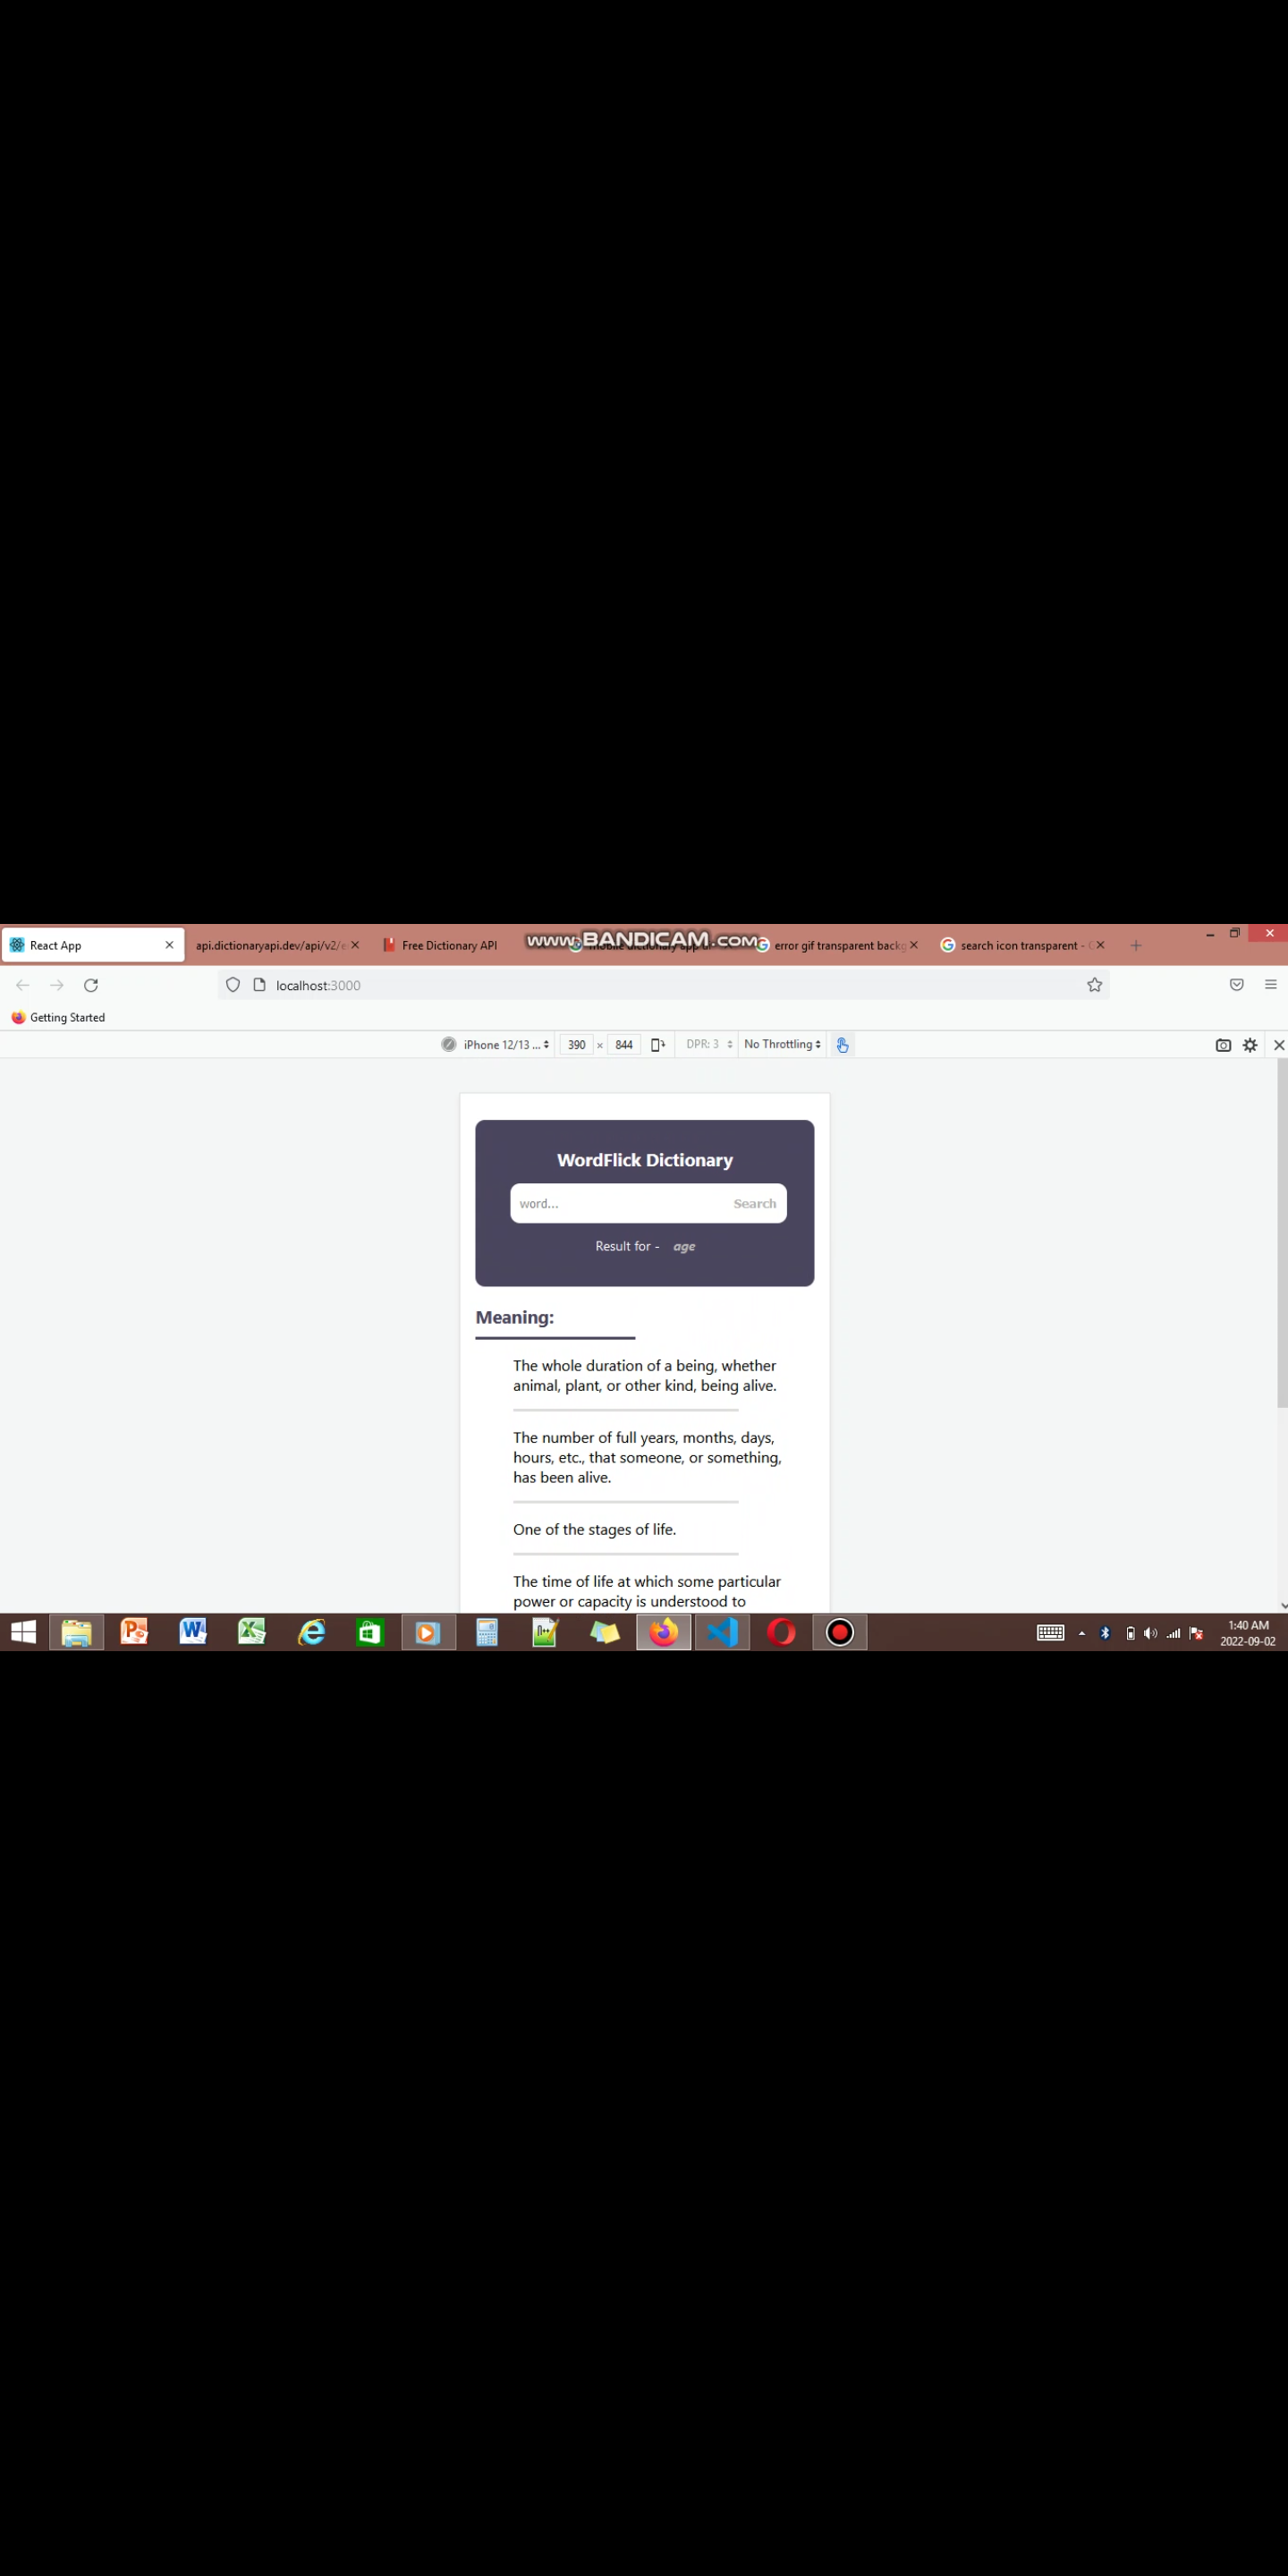 React App
api.dictionaryapi.dev/api/v2/e
Free Dictionary API
www.BANDICAM.COM
error gif transparent backg
search icon transparent -
localhost:3000
Getting Started
iPhone 12/13 ...
390 × 844
DPR: 3
No Throttling
WordFlick Dictionary
word...
Search
Result for - age
Meaning:
The whole duration of a being, whether
animal, plant, or other kind, being alive.
The number of full years, months, days,
hours, etc., that someone, or something,
has been alive.
One of the stages of life.
The time of life at which some particular
power or capacity is understood to
1:40 AM
2022-09-02